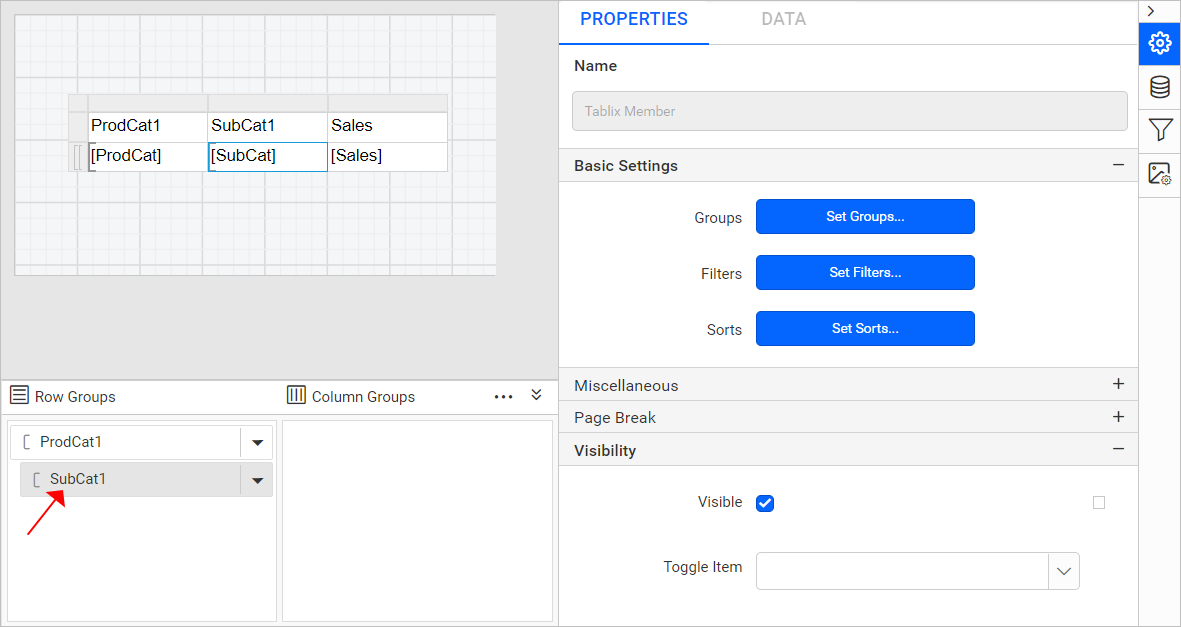 PROPERTIES DATA
Name
Tablix Member
ProdCat1 SubCat1 Sales
[ProdCat] [SubCat] [Sales]
Basic Settings
Groups Set Groups...
Filters Set Filters...
Sorts Set Sorts...
Miscellaneous
Page Break
Visibility
Visible
Toggle Item
Row Groups Column Groups
ProdCat1
SubCat1